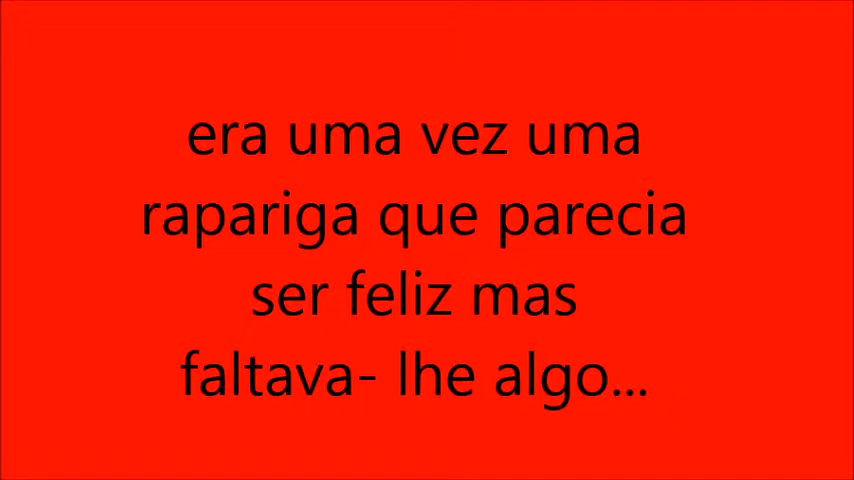 era uma vez uma
rapariga que parecia
ser feliz mas
faltava- lhe algo...